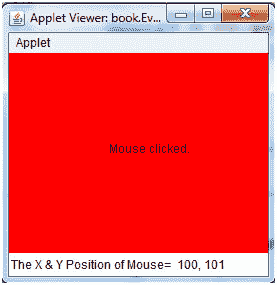 Applet Viewer: book.Ev...
Applet
Mouse clicked.
The X & Y Position of Mouse= 100, 101